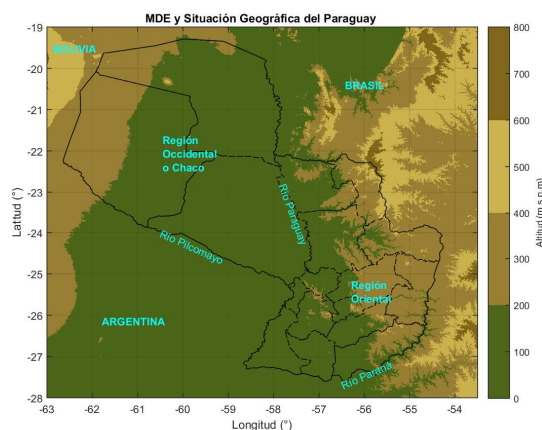 MDE y Situación Geográfica del Paraguay
-19
-20
-21
-22
-23
-24
-25
-26
-27
-28
Latitud (°)
BOLIVIA
BRASIL
Región
Occidental
o Chaco
Río Paraguay
Río Pilcomayo
Región
Oriental
ARGENTINA
Río Paraná
-63
-62
-61
-60
-59
-58
-57
-56
-55
-54
Longitud (°)
800
700
600
500
400
300
200
100
0
Altitud (m.s.n.m)